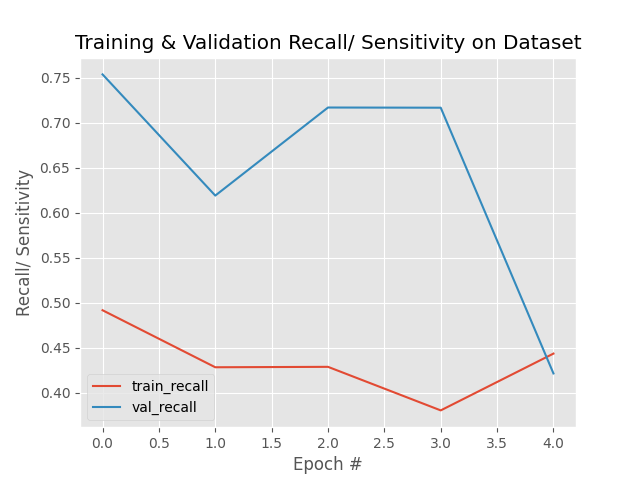 Training & Validation Recall/ Sensitivity on Dataset
0.75
0.70
0.65
0.60
0.55
0.50
0.45
0.40
Recall/ Sensitivity
train_recall
val_recall
0.0 0.5 1.0 1.5 2.0 2.5 3.0 3.5 4.0
Epoch #